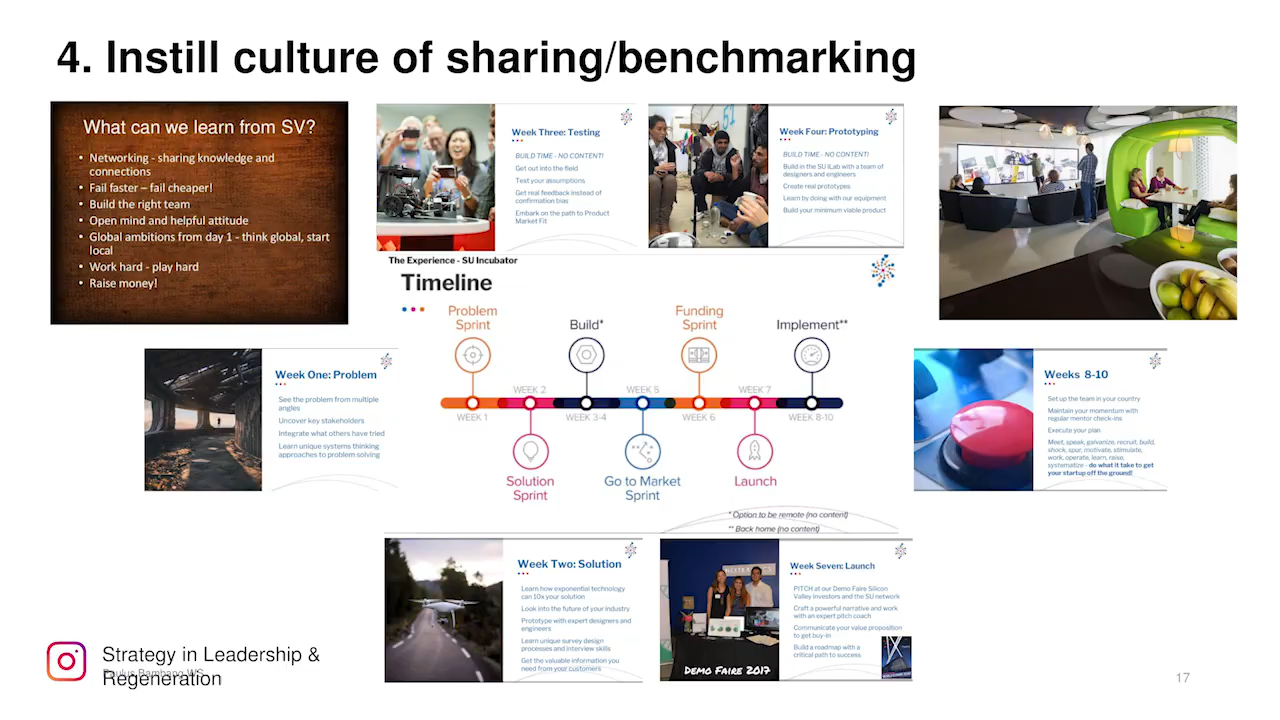 4. Instill culture of sharing/benchmarking
What can we learn from SV?
• Networking - sharing knowledge and
connections
• Fail faster – fail cheaper!
• Build the right team
• Open mind and helpful attitude
• Global ambitions from day 1 - think global, start
local
• Work hard - play hard
• Raise money!
Week Three: Testing
BUILD TIME - NO CONTENT!
Get out into the field
Test your assumptions
Get real feedback instead of
confirmation bias
Embark on the path to Product
Market Fit
Week Four: Prototyping
BUILD TIME - NO CONTENT!
Build in the SU iLab with a team of
designers and engineers
Create real prototypes
Learn by doing with our equipment
Build your minimum viable product
The Experience - SU Incubator
Timeline
Problem
Sprint
Build*
Funding
Sprint
Implement**
WEEK 1
WEEK 2
WEEK 3-4
WEEK 5
WEEK 6
WEEK 7
WEEK 8-10
Solution
Sprint
Go to Market
Sprint
Launch
* Option to be remote (no content)
** Back home (no content)
Week One: Problem
See the problem from multiple
angles
Uncover key stakeholders
Integrate what others have tried
Learn unique systems thinking
approaches to problem solving
Weeks 8-10
Set up the team in your country
Maintain your momentum with
regular mentor check-ins
Execute your plan
Meet, speak, galvanize, recruit, build,
shock, spur, motivate, stimulate,
work, operate, learn, raise,
systematize - do what it take to get
your startup off the ground!
Week Two: Solution
Learn how exponential technology
can 10x your solution
Look into the future of your industry
Prototype with expert designers and
engineers
Learn unique survey design
processes and interview skills
Get the valuable information you
need from your customers
DEMO FAIRE 2017
Week Seven: Launch
PITCH at our Demo Faire Silicon
Valley investors and the SU network
Craft a powerful narrative and work
with an expert pitch coach
Communicate your value proposition
to get buy-in
Build a roadmap with a
critical path to success.
Strategy in Leadership &
Regeneration
Paulus Bambang WS
17